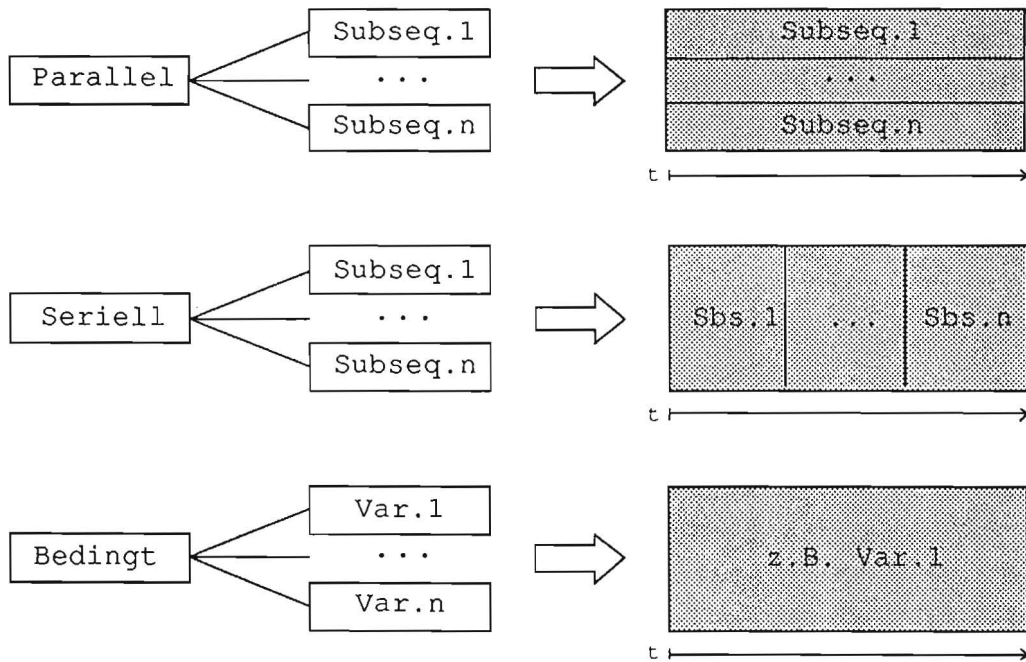 Parallel
Subseq.1
...
Subseq.n
Subseq.1
...
Subseq.n
t
Seriell
Subseq.1
...
Subseq.n
Sbs.1 ... Sbs.n
t
Bedingt
Var.1
...
Var.n
z.B. Var.1
t